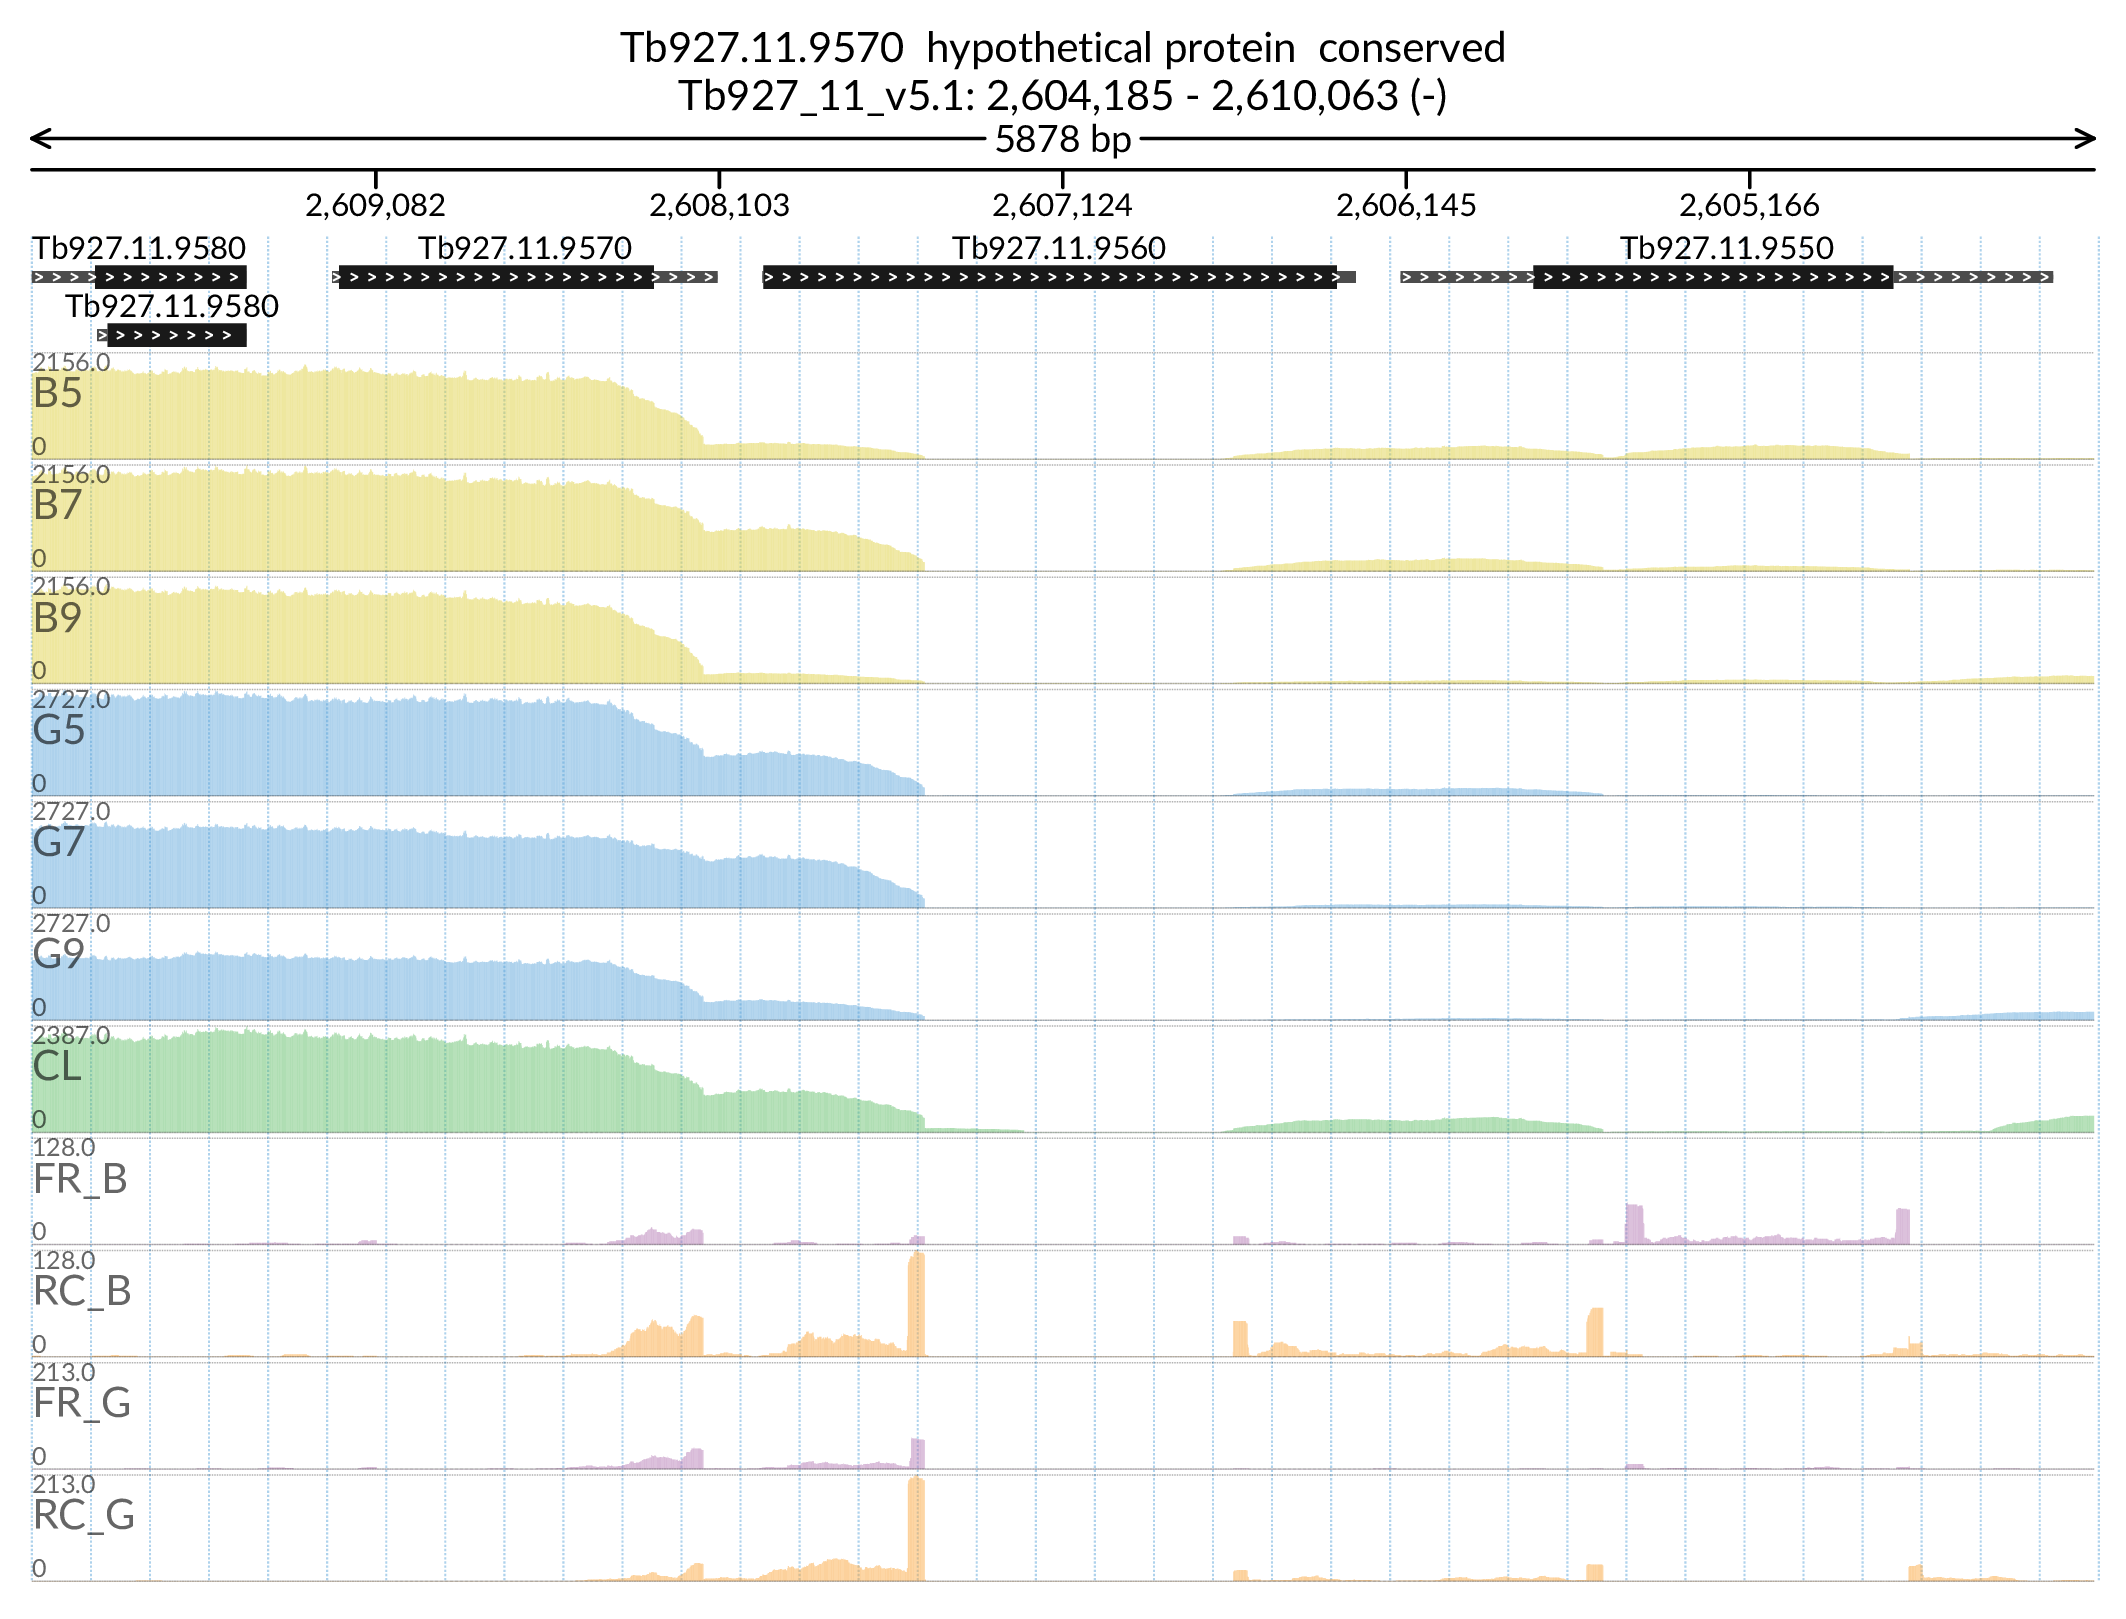 Tb927.11.9570 hypothetical protein conserved
Tb927_11_v5.1: 2,604,185 - 2,610,063 (-)
5878 bp
2,609,082 2,608,103 2,607,124 2,606,145 2,605,166
Tb927.11.9580 Tb927.11.9570 Tb927.11.9560 Tb927.11.9550
Tb927.11.9580
2156.0
B5
0
2156.0
B7
0
2156.0
B9
0
2727.0
G5
0
2727.0
G7
0
2727.0
G9
0
2387.0
CL
0
128.0
FR_B
0
128.0
RC_B
0
213.0
FR_G
0
213.0
RC_G
0